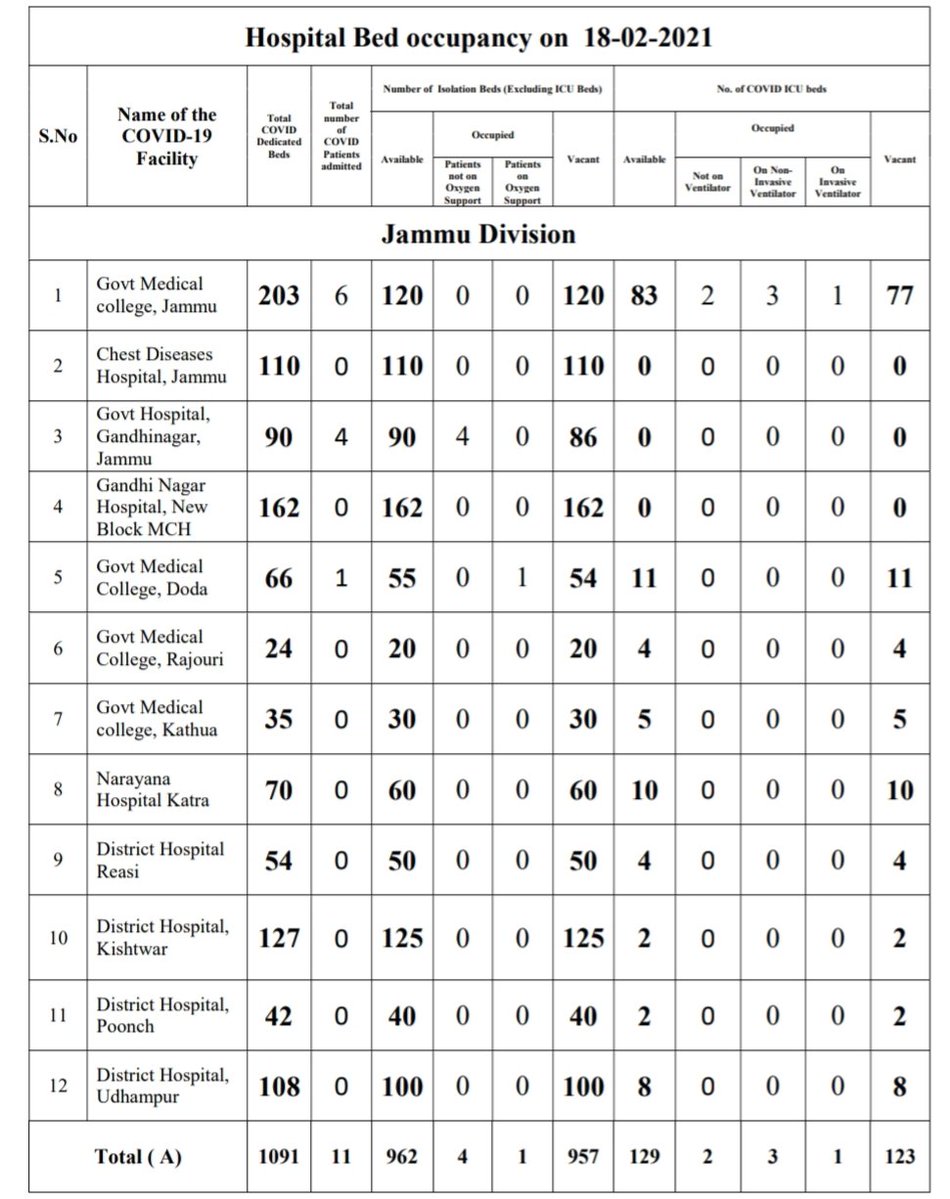 Hospital Bed occupancy on 18-02-2021
S.No
Name of the
COVID-19
Facility
Total
COVID
Dedicated
Beds
Total
number
of
COVID
Patients
admitted
Number of Isolation Beds (Excluding ICU Beds)
No. of COVID ICU beds
Available
Occupied
Vacant
Available
Occupied
Vacant
Patients
not on
Oxygen
Support
Patients
on
Oxygen
Support
Not on
Ventilator
On Non-
Invasive
Ventilator
On
Invasive
Ventilator
Jammu Division
1 Govt Medical 203 6 120 0 0 120 83 2 3 1 77
college, Jammu
2 Chest Diseases 110 0 110 0 0 110 0 0 0 0 0
Hospital, Jammu
Govt Hospital,
3 Gandhinagar, 90 4 90 4 0 86 0 0 0 0 0
Jammu
Gandhi Nagar
4 Hospital, New 162 0 162 0 0 162 0 0 0 0 0
Block MCH
5 Govt Medical 66 1 55 0 1 54 11 0 0 0 11
College, Doda
6 Govt Medical 24 0 20 0 0 20 4 0 0 0 4
College, Rajouri
7 Govt Medical 35 0 30 0 0 30 5 0 0 0 5
college, Kathua
8 Narayana 70 0 60 0 0 60 10 0 0 0 10
Hospital Katra
9 District Hospital 54 0 50 0 0 50 4 0 0 0 4
Reasi
10 District Hospital, 127 0 125 0 0 125 2 0 0 0 2
Kishtwar
11 District Hospital, 42 0 40 0 0 40 2 0 0 0 2
Poonch
12 District Hospital, 108 0 100 0 0 100 8 0 0 0 8
Udhampur
Total ( A) 1091 11 962 4 1 957 129 2 3 1 123